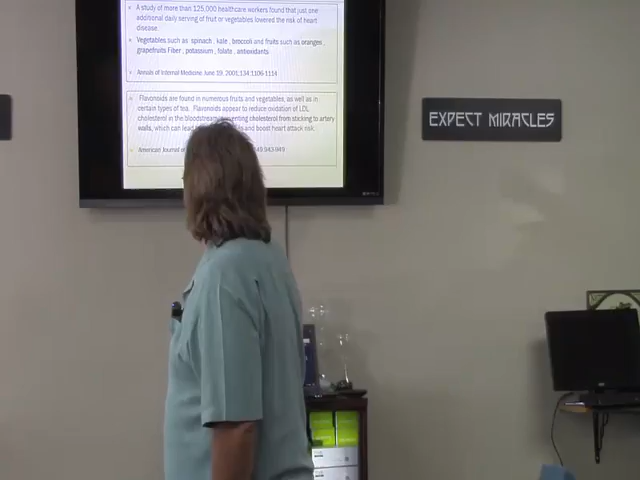 A study of more than 125,000 healthcare workers found that just one
additional daily serving of fruit or vegetables lowered the risk of heart
disease
Vegetables such as spinach, kale, broccoli and fruits such as oranges,
grapefruits Fiber, potassium, folate, antioxidants
Annals of Internal Medicine June 19, 2001;134:1106-1114
Flavonoids are found in numerous fruits and vegetables, as well as in
certain types of tea. Flavonoids appear to reduce oxidation of LDL
cholesterol in the bloodstream cholesterol from sticking to artery
walls, which can lead and boost heart attack risk.
American Journal of 943-949
EXPECT MIRACLES